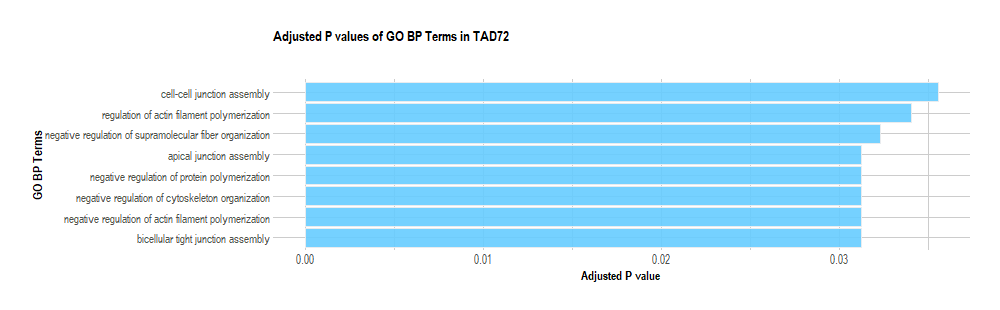 Adjusted P values of GO BP Terms in TAD72
GO BP Terms
cell-cell junction assembly
regulation of actin filament polymerization
negative regulation of supramolecular fiber organization
apical junction assembly
negative regulation of protein polymerization
negative regulation of cytoskeleton organization
negative regulation of actin filament polymerization
bicellular tight junction assembly
0.00 0.01 0.02 0.03
Adjusted P value